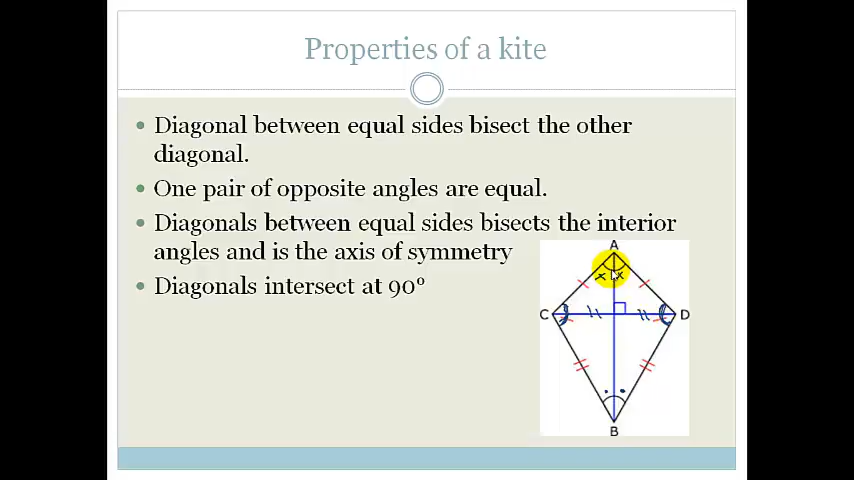 Properties of a kite
Diagonal between equal sides bisect the other
diagonal.
One pair of opposite angles are equal.
Diagonals between equal sides bisects the interior
angles and is the axis of symmetry
Diagonals intersect at 90°
A
x x
C D
B